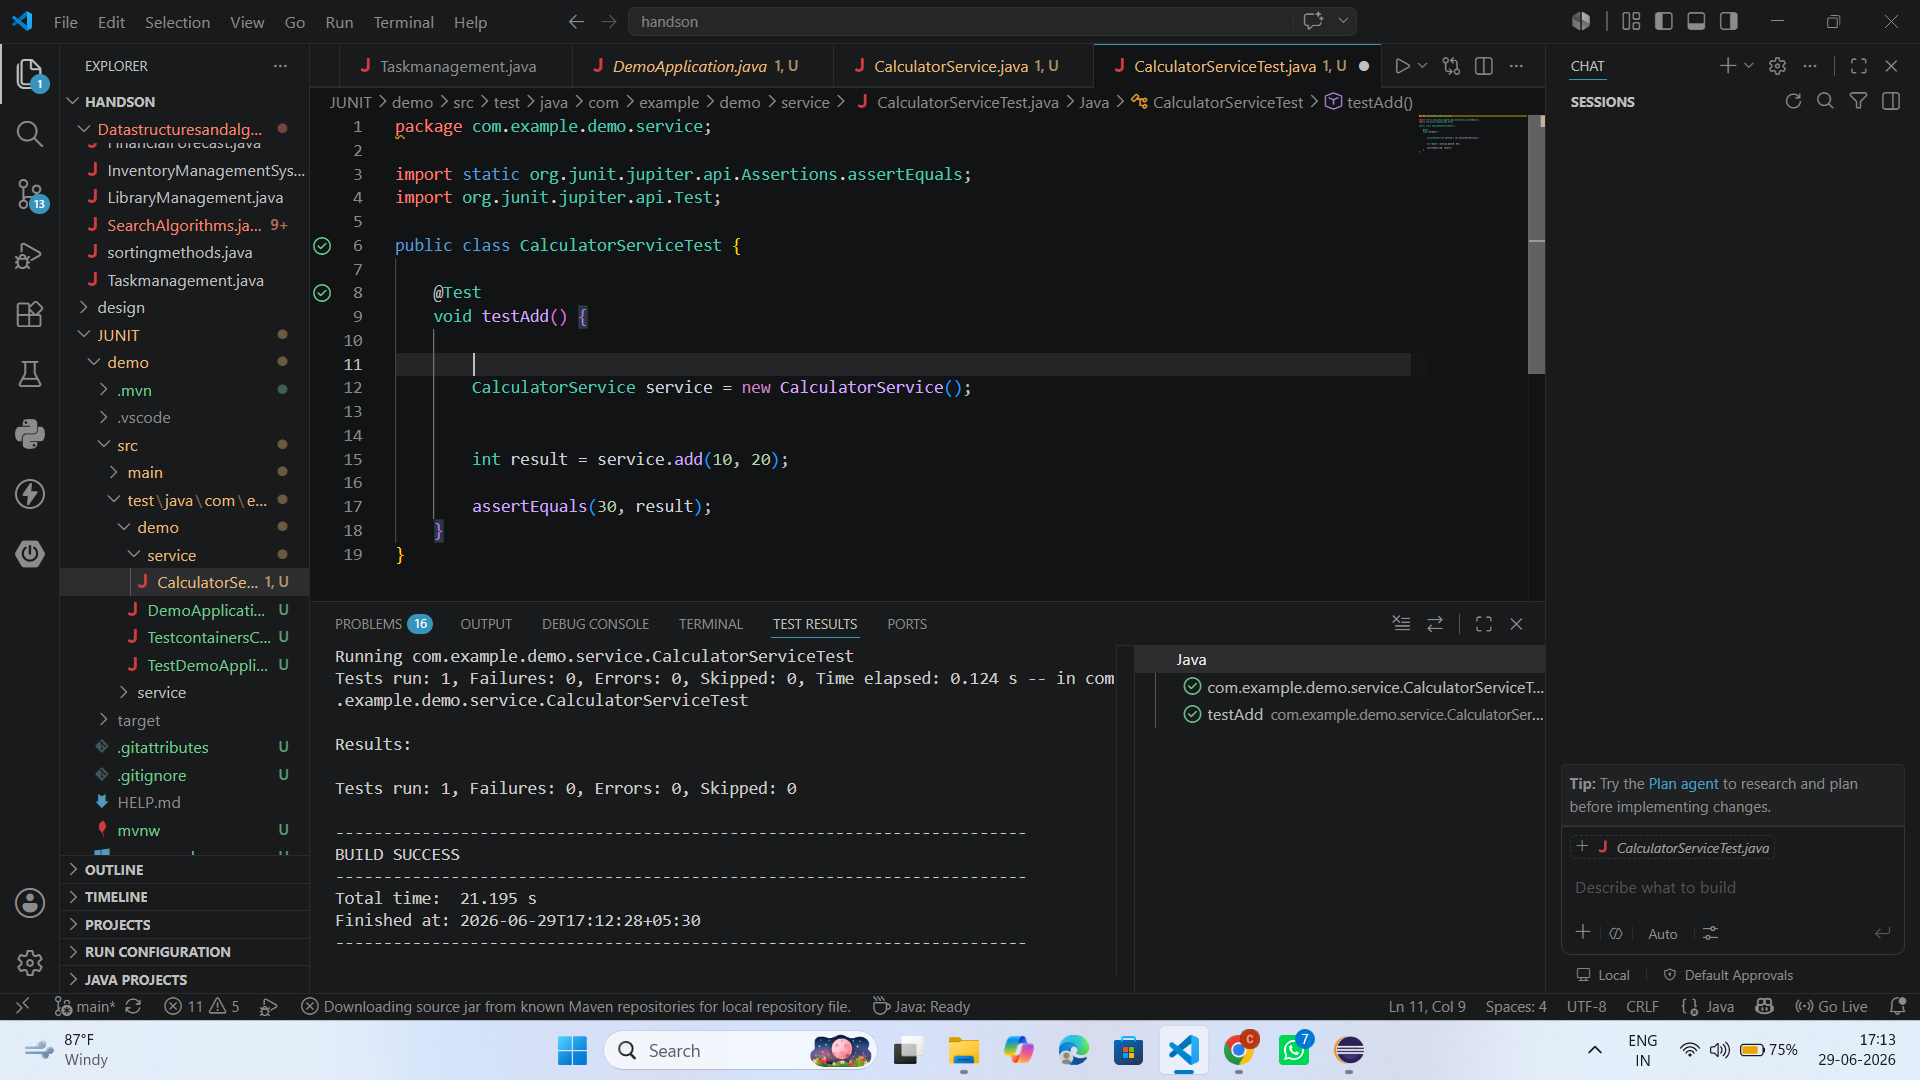 File Edit Selection View Go Run Terminal Help
handson
EXPLORER
HANDSON
Datastructuresandalg...
FinancialForecast.java
InventoryManagementSys...
LibraryManagement.java
SearchAlgorithms.ja... 9+
sortingmethods.java
Taskmanagement.java
design
JUNIT
demo
.mvn
.vscode
src
main
test\java\com\e...
demo
service
CalculatorSe... 1, U
DemoApplicati... U
TestcontainersC... U
TestDemoAppli... U
service
target
.gitattributes U
.gitignore U
HELP.md
mvnw U
OUTLINE
TIMELINE
PROJECTS
RUN CONFIGURATION
JAVA PROJECTS
1
13
Taskmanagement.java
DemoApplication.java 1, U
CalculatorService.java 1, U
CalculatorServiceTest.java 1, U
JUNIT > demo > src > test > java > com > example > demo > service > CalculatorServiceTest.java > Java > CalculatorServiceTest > testAdd()
1 package com.example.demo.service;
2
3 import static org.junit.jupiter.api.Assertions.assertEquals;
4 import org.junit.jupiter.api.Test;
5
6 public class CalculatorServiceTest {
7
8 @Test
9 void testAdd() {
10
11
12 CalculatorService service = new CalculatorService();
13
14
15 int result = service.add(10, 20);
16
17 assertEquals(30, result);
18 }
19 }
PROBLEMS 16 OUTPUT DEBUG CONSOLE TERMINAL TEST RESULTS PORTS
Running com.example.demo.service.CalculatorServiceTest
Tests run: 1, Failures: 0, Errors: 0, Skipped: 0, Time elapsed: 0.124 s -- in com
.example.demo.service.CalculatorServiceTest
Results:
Tests run: 1, Failures: 0, Errors: 0, Skipped: 0
------------------------------------------------------------------------
BUILD SUCCESS
------------------------------------------------------------------------
Total time:  21.195 s
Finished at: 2026-06-29T17:12:28+05:30
------------------------------------------------------------------------
Java
com.example.demo.service.CalculatorServiceT...
testAdd com.example.demo.service.CalculatorSer...
CHAT
SESSIONS
Tip: Try the Plan agent to research and plan
before implementing changes.
CalculatorServiceTest.java
Describe what to build
Auto
Local Default Approvals
main* 11 5 Downloading source jar from known Maven repositories for local repository file. Java: Ready
Ln 11, Col 9 Spaces: 4 UTF-8 CRLF Java Go Live
87°F
Windy
Search
C
7
ENG
IN
75%
17:13
29-06-2026